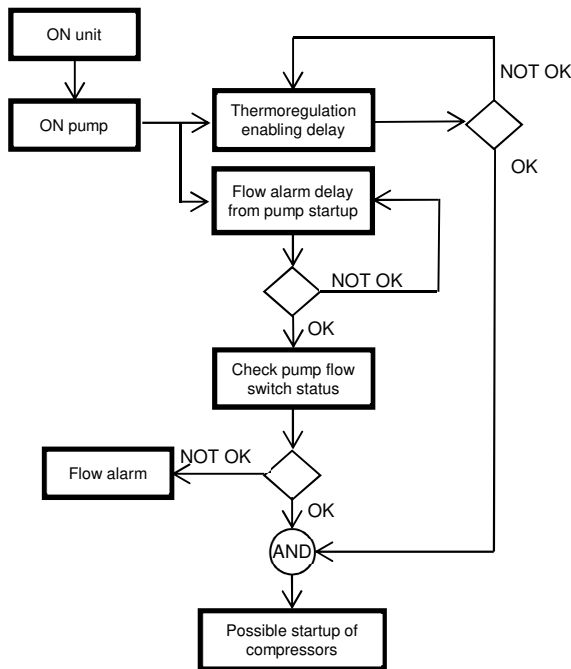 ON unit
NOT OK
ON pump
Thermoregulation
enabling delay
OK
Flow alarm delay
from pump startup
NOT OK
OK
Check pump flow
switch status
NOT OK
Flow alarm
OK
AND
Possible startup of
compressors